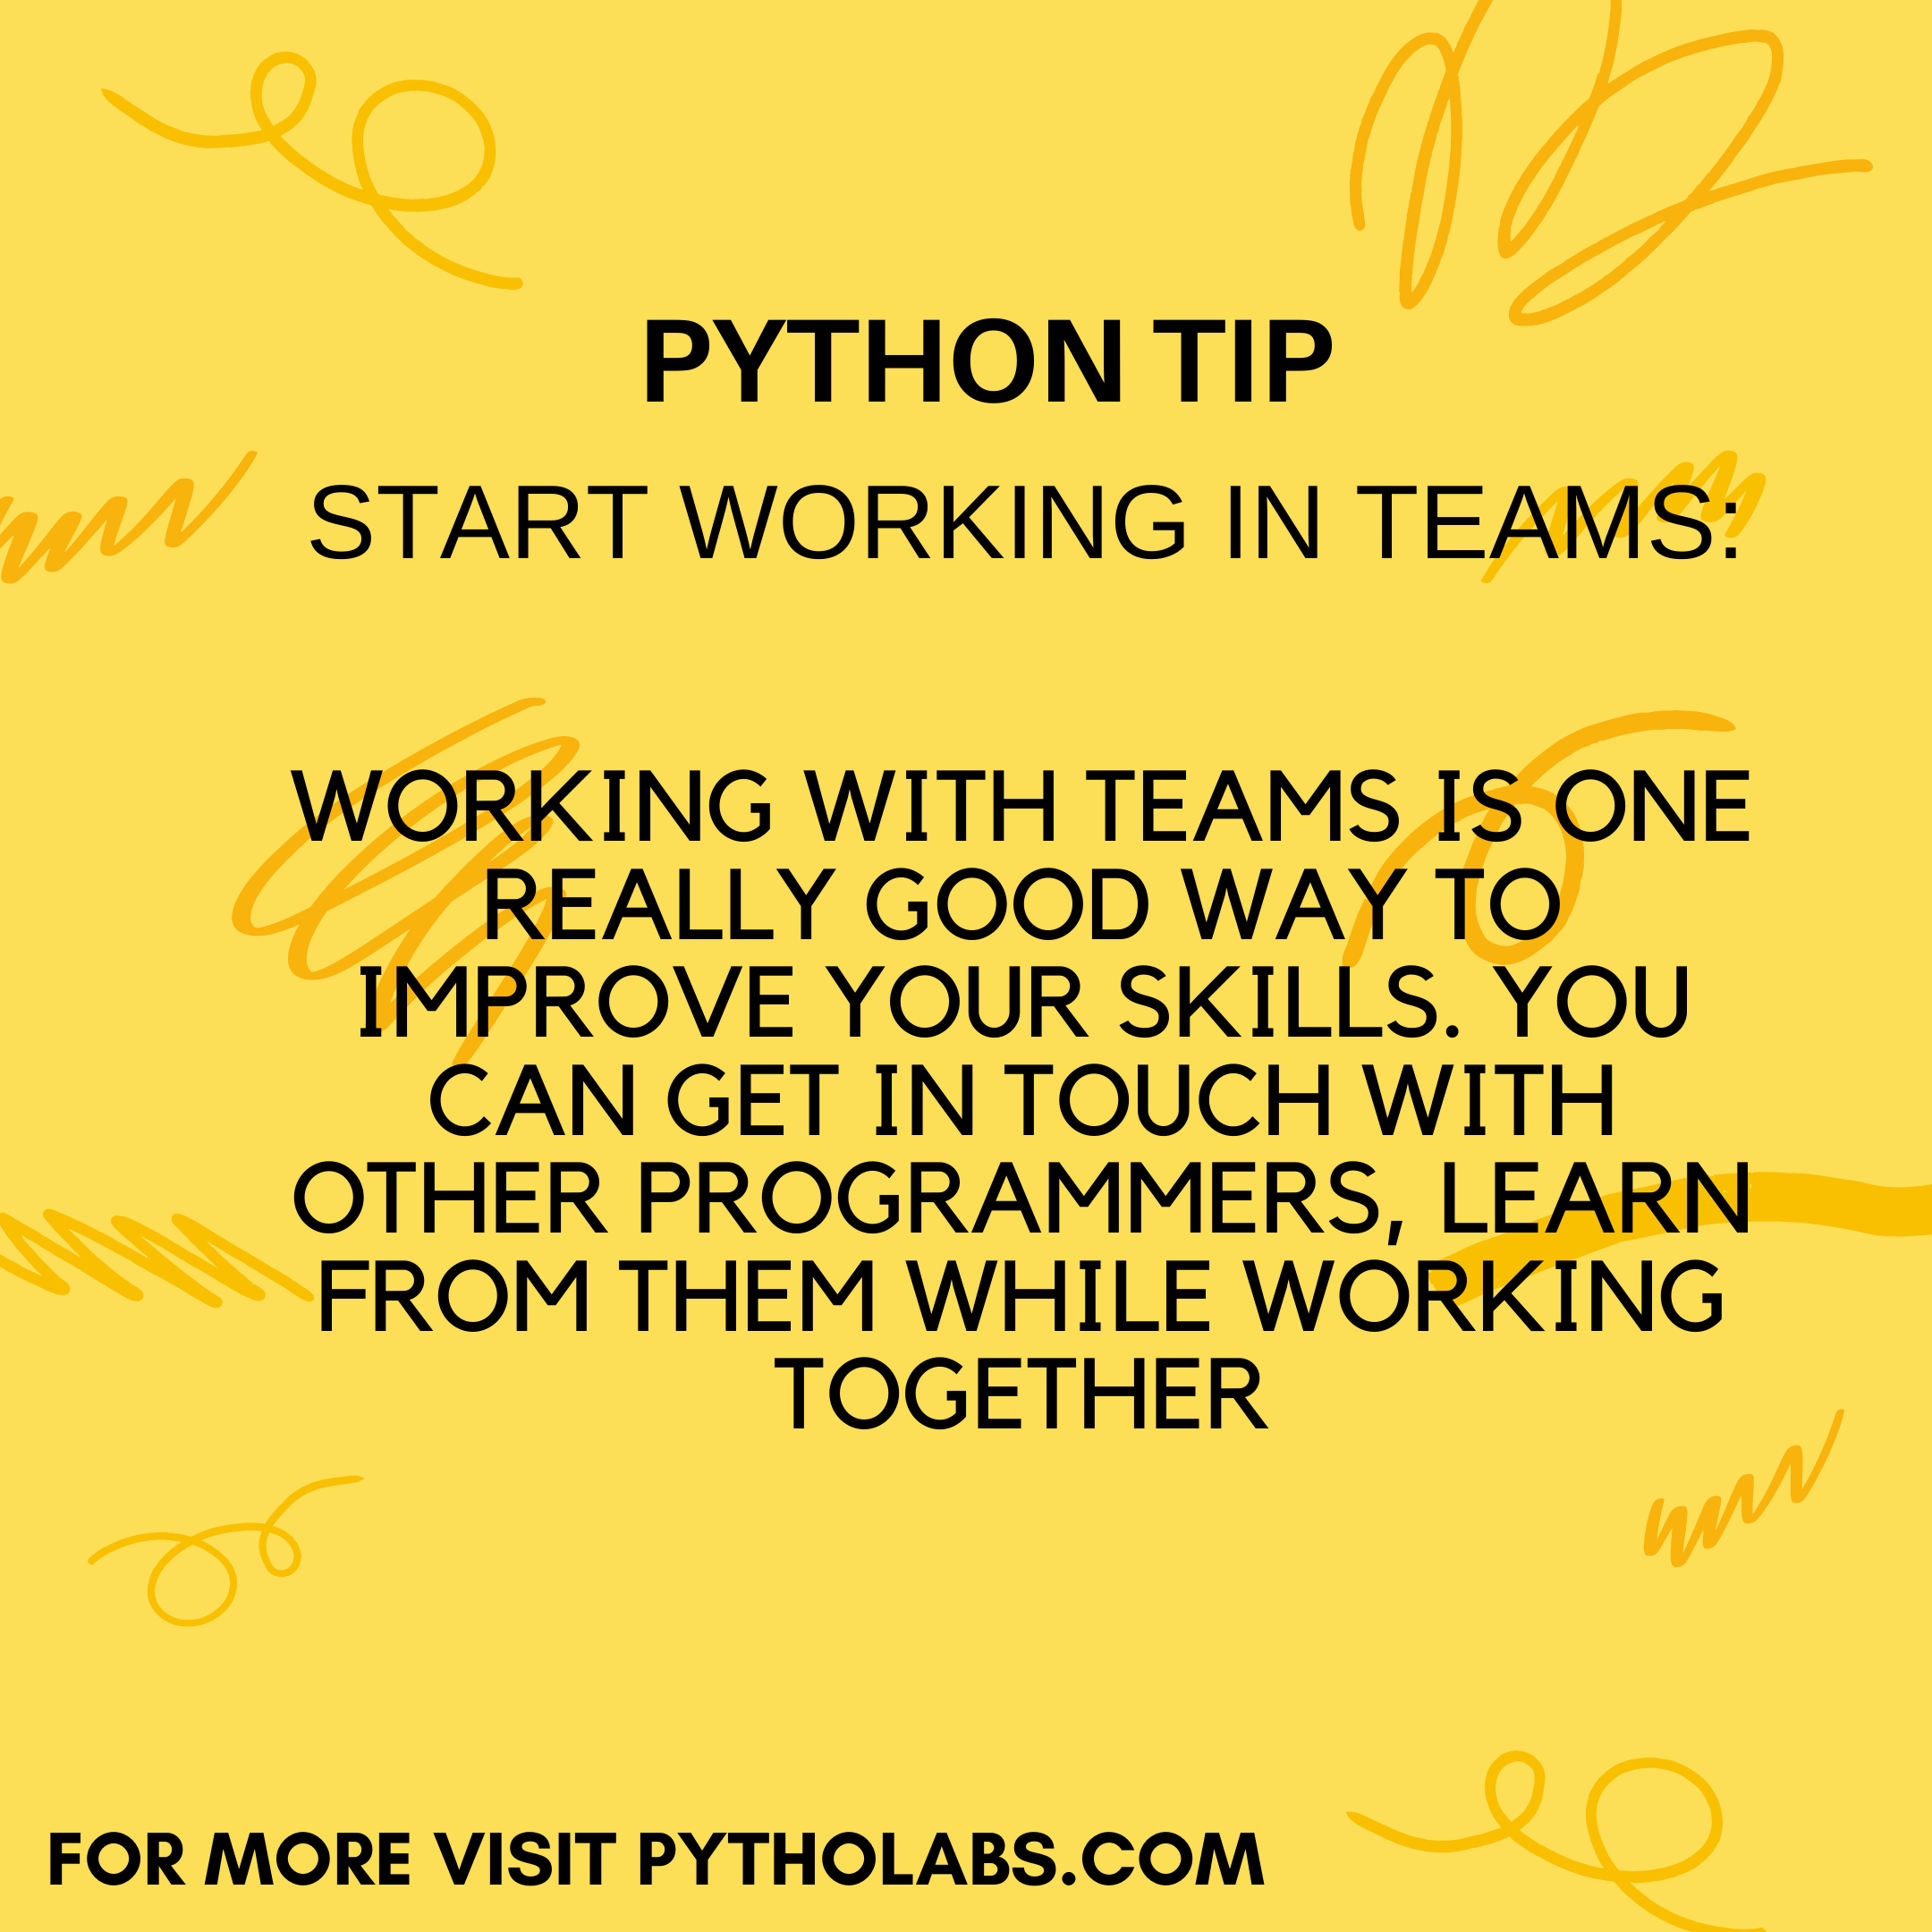 PYTHON TIP
START WORKING IN TEAMS:
WORKING WITH TEAMS IS ONE
REALLY GOOD WAY TO
IMPROVE YOUR SKILLS. YOU
CAN GET IN TOUCH WITH
OTHER PROGRAMMERS, LEARN
FROM THEM WHILE WORKING
TOGETHER
FOR MORE VISIT PYTHOLABS.COM